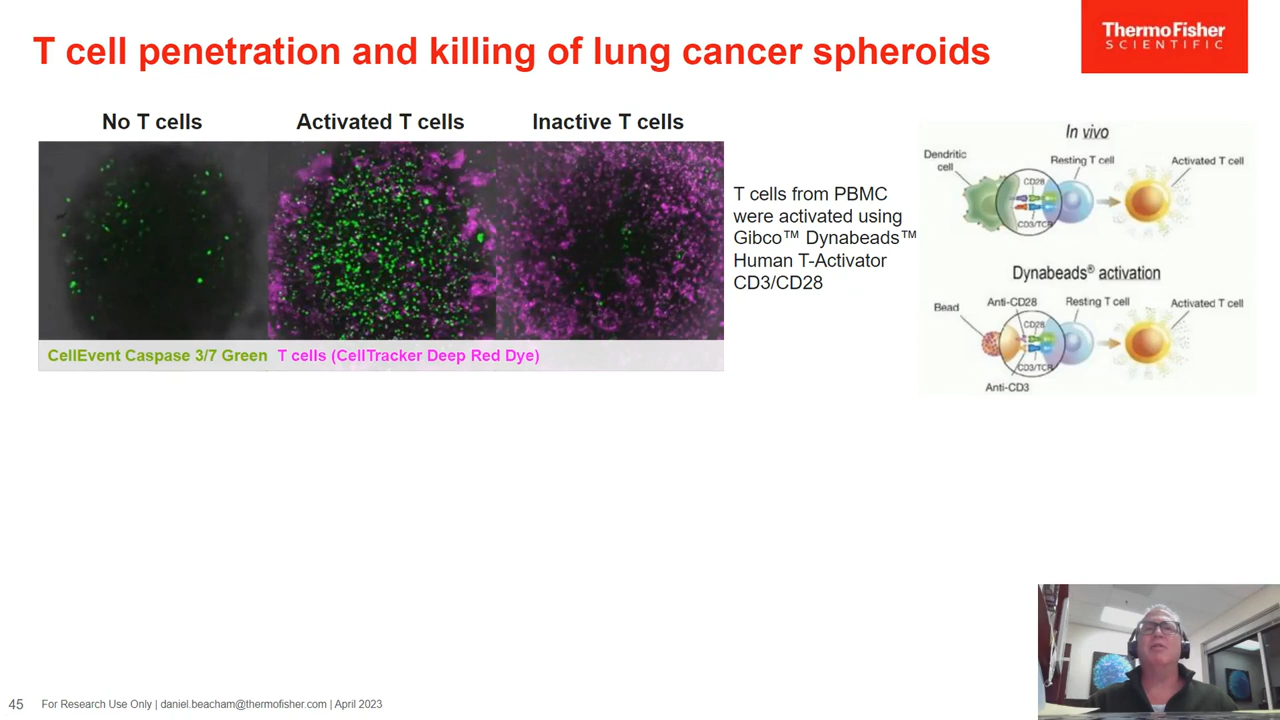 T cell penetration and killing of lung cancer spheroids
ThermoFisher
SCIENTIFIC
No T cells
Activated T cells
Inactive T cells
CellEvent Caspase 3/7 Green
T cells (CellTracker Deep Red Dye)
T cells from PBMC
were activated using
Gibco™ Dynabeads™
Human T-Activator
CD3/CD28
In vivo
Dendritic
cell
Resting T cell
Activated T cell
CD28
CD3/TCR
Dynabeads® activation
Bead
Anti-CD28
Resting T cell
Activated T cell
CD28
CD3/TCR
Anti-CD3
45
For Research Use Only | daniel.beacham@thermofisher.com | April 2023